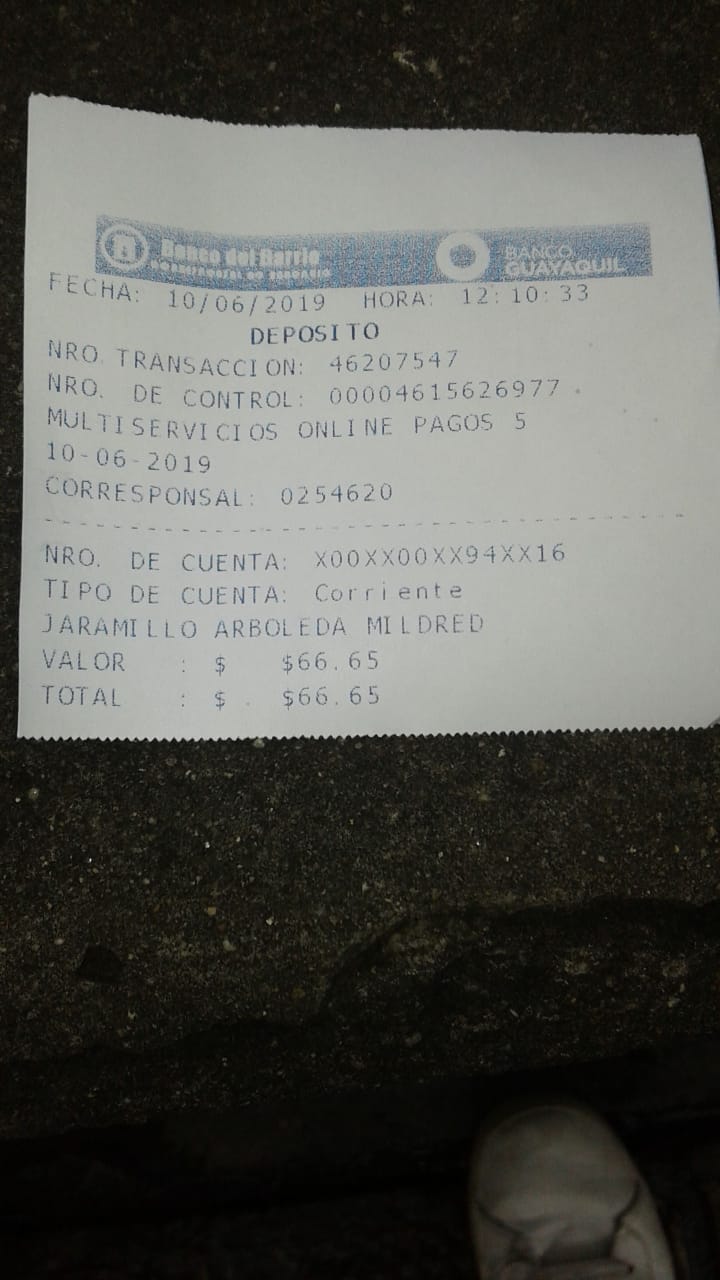 Banco del Barrio
BANCO
GUAYAQUIL
FECHA: 10/06/2019 HORA: 12:10:33
DEPOSITO
NRO. TRANSACCION: 46207547
NRO. DE CONTROL: 00004615626977
MULTISERVICIOS ONLINE PAGOS 5
10-06-2019
CORRESPONSAL: 0254620
NRO. DE CUENTA: X00XX00XX94XX16
TIPO DE CUENTA: Corriente
JARAMILLO ARBOLEDA MILDRED
VALOR : $ $66.65
TOTAL : $ $66.65